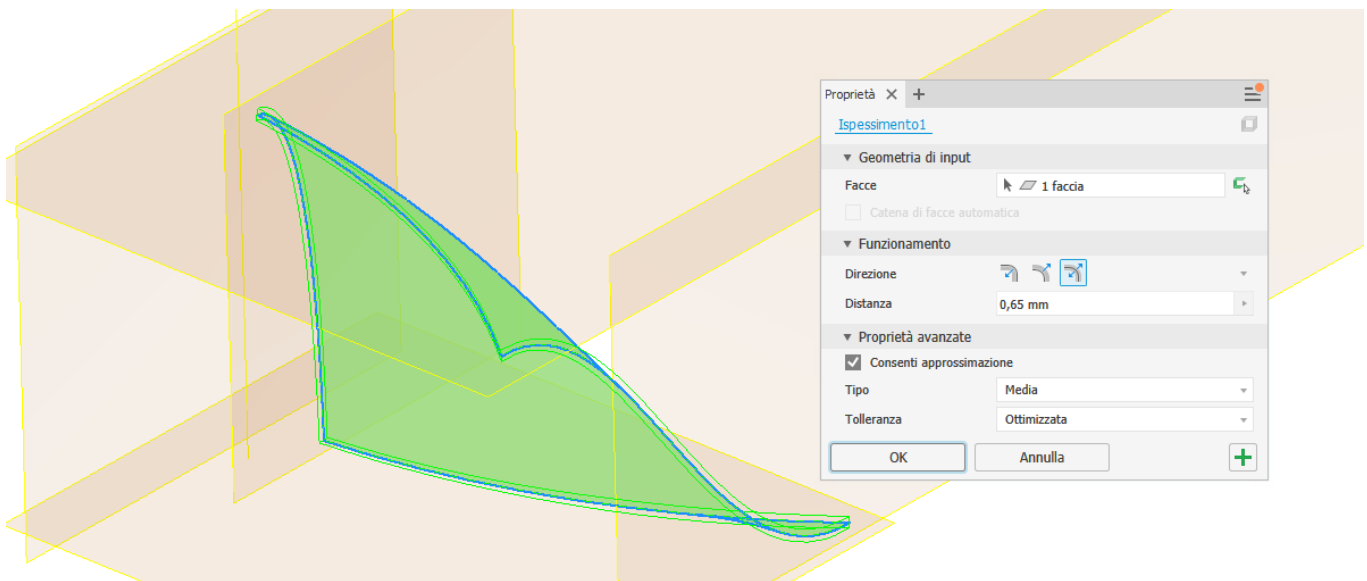 Proprietà
Ispessimento1
Geometria di input
Facce 1 faccia
Catena di facce automatica
Funzionamento
Direzione
Distanza 0,65 mm
Proprietà avanzate
Consenti approssimazione
Tipo Media
Tolleranza Ottimizzata
OK Annulla